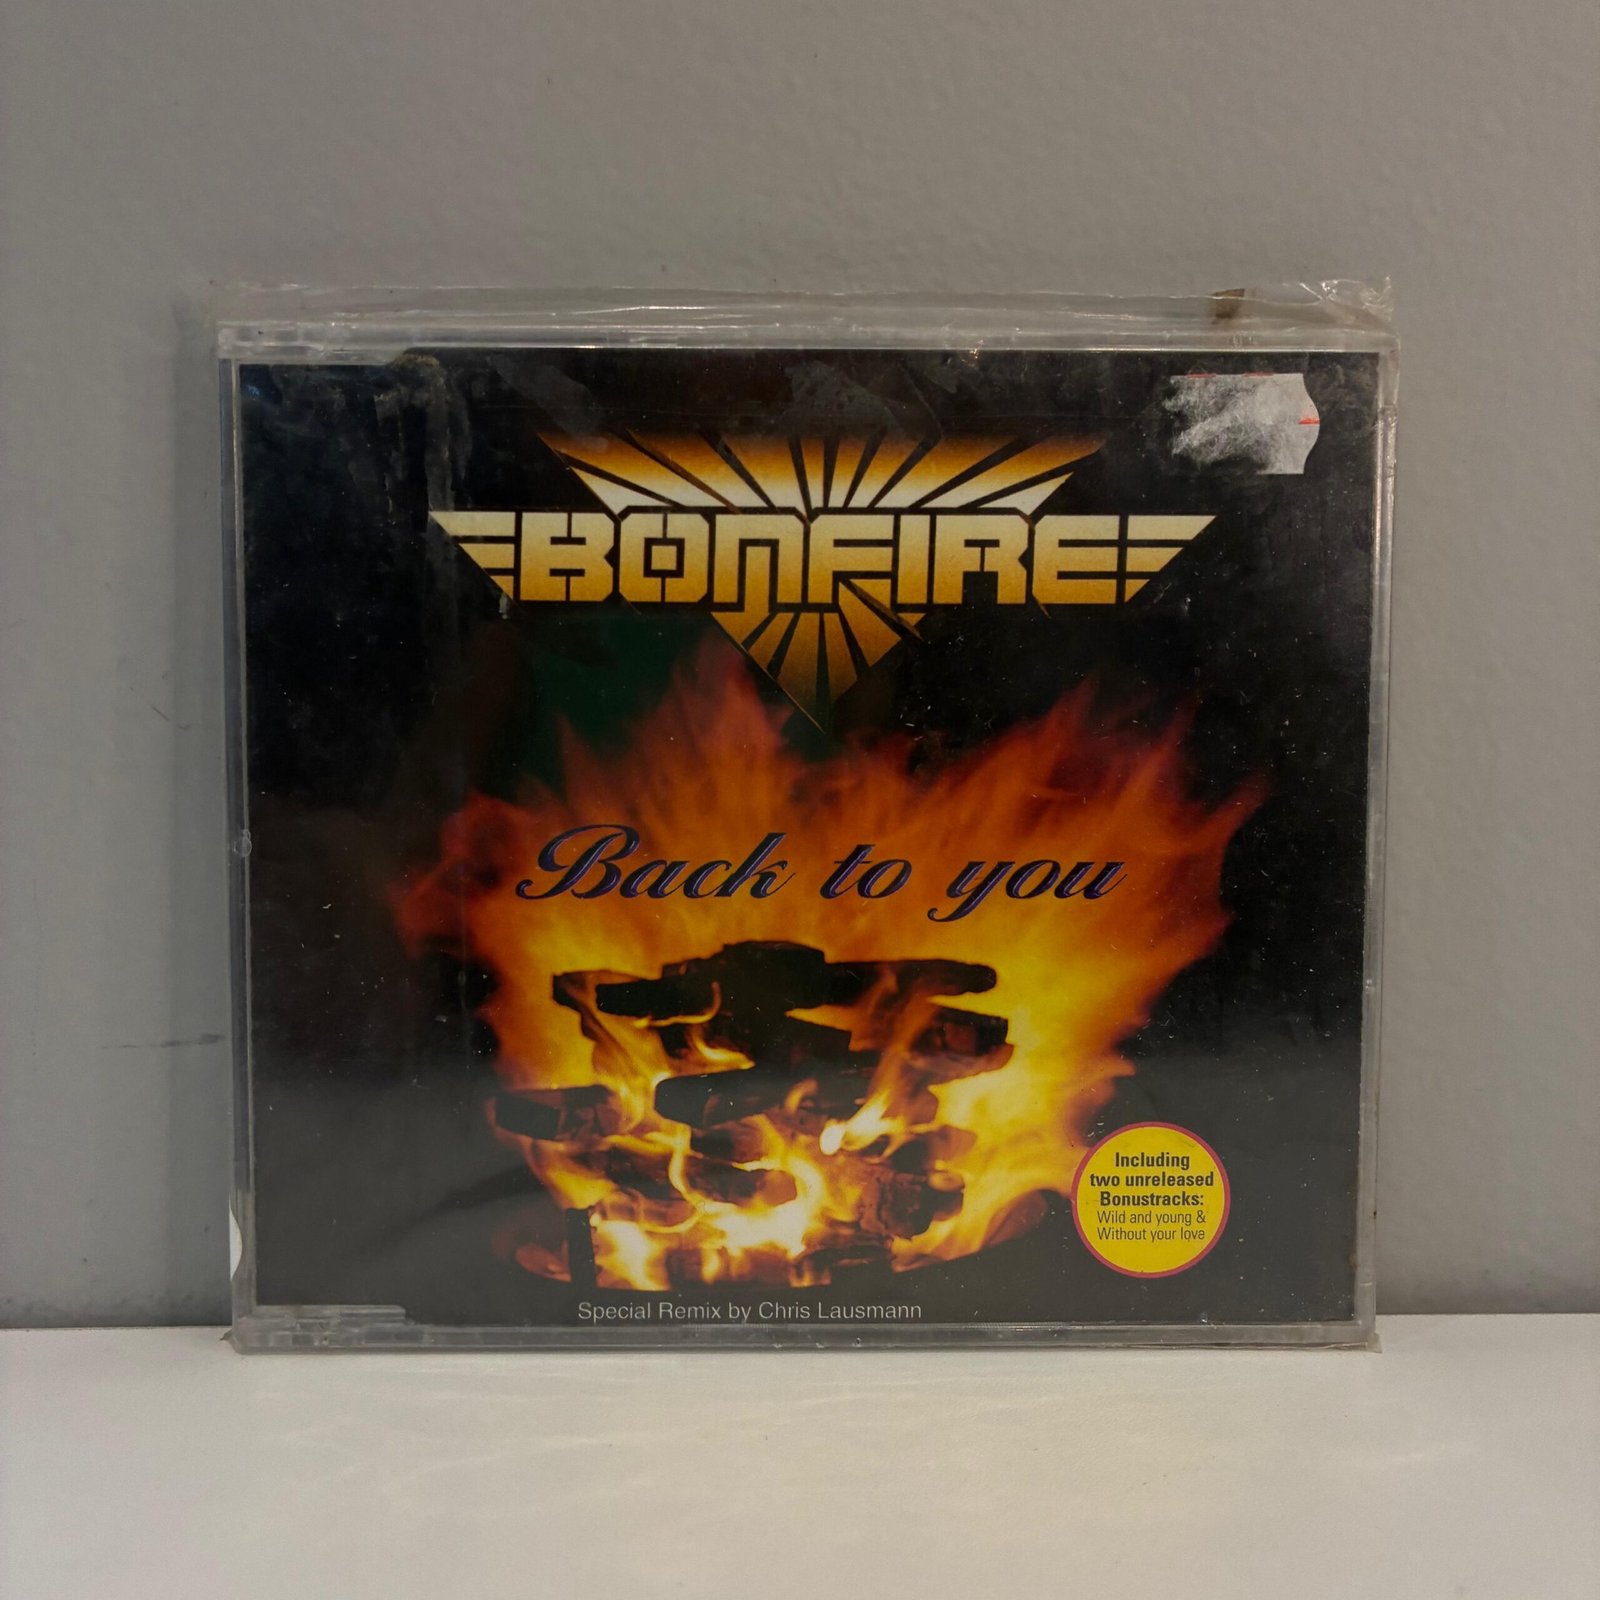 BONFIRE
Back to you
Including
two unreleased
Bonustracks:
Wild and young &
Without your love
Special Remix by Chris Lausmann